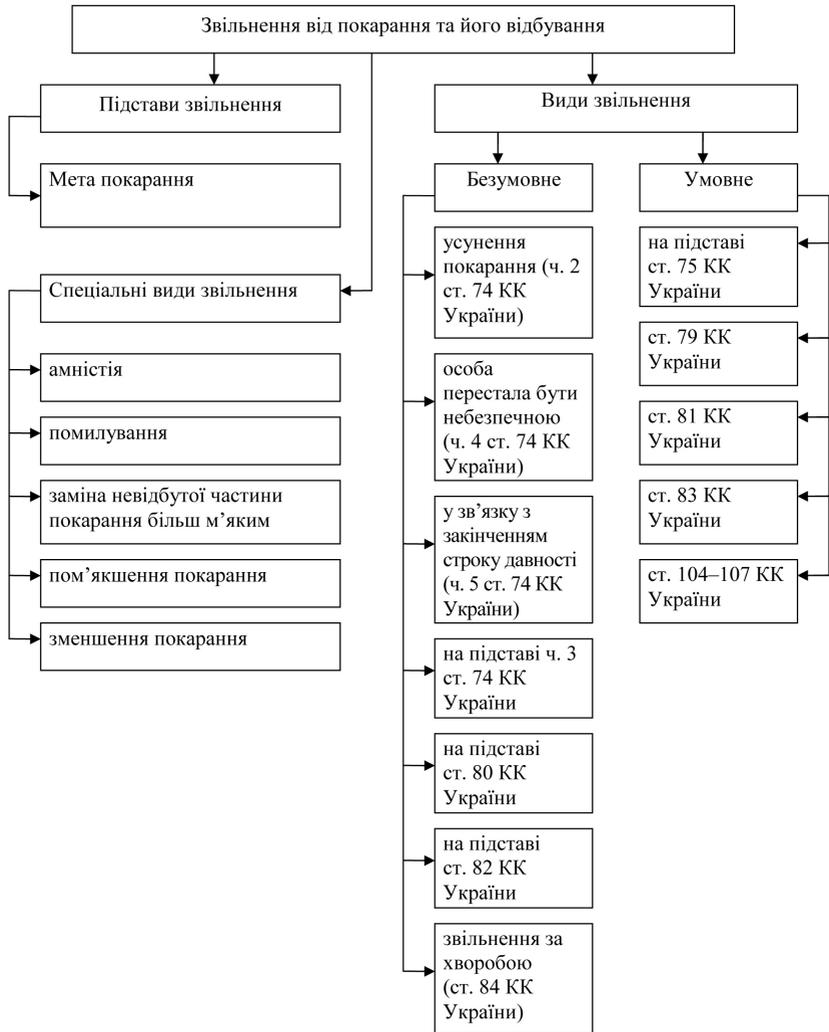 Звільнення від покарання та його відбування
Підстави звільнення
Мета покарання
Спеціальні види звільнення
амністія
помилування
заміна невідбутої частини
покарання більш м’яким
пом’якшення покарання
зменшення покарання
Види звільнення
Безумовне
усунення
покарання (ч. 2
ст. 74 КК
України)
особа
перестала бути
небезпечною
(ч. 4 ст. 74 КК
України)
у зв’язку з
закінченням
строку давності
(ч. 5 ст. 74 КК
України)
на підставі ч. 3
ст. 74 КК
України
на підставі
ст. 80 КК
України
на підставі
ст. 82 КК
України
звільнення за
хворобою
(ст. 84 КК
України)
Умовне
на підставі
ст. 75 КК
України
ст. 79 КК
України
ст. 81 КК
України
ст. 83 КК
України
ст. 104–107 КК
України